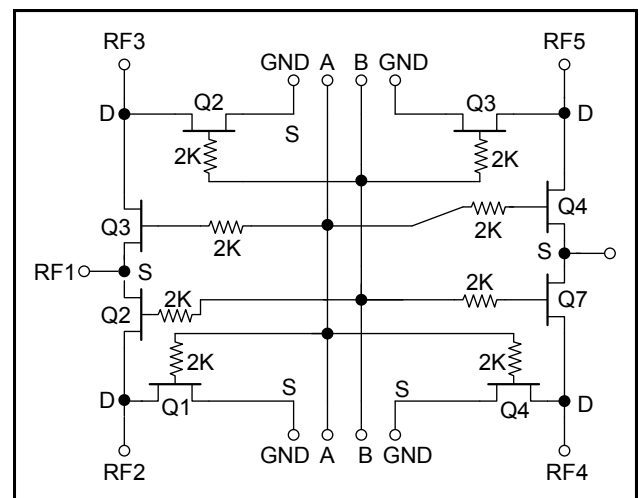 RF3 RF5
GND A B GND
Q2 Q3
D S D
2K 2K
Q3 2K 2K Q4
RF1 S S
2K 2K
Q2 Q7
2K 2K
D S S D
Q1 Q4
GND A B GND
RF2 RF4